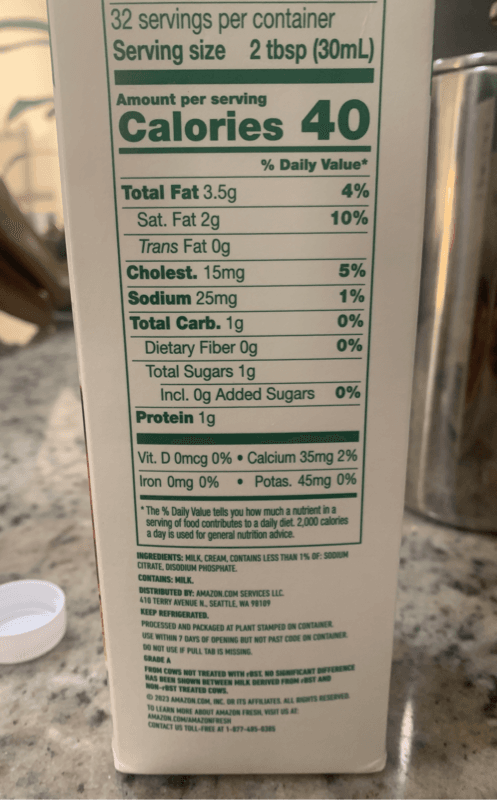 32 servings per container
Serving size 2 tbsp (30mL)
Amount per serving
Calories 40
% Daily Value*
Total Fat 3.5g 4%
Sat. Fat 2g 10%
Trans Fat 0g
Cholest. 15mg 5%
Sodium 25mg 1%
Total Carb. 1g 0%
Dietary Fiber 0g 0%
Total Sugars 1g
Incl. 0g Added Sugars 0%
Protein 1g
Vit. D 0mcg 0% • Calcium 35mg 2%
Iron 0mg 0% • Potas. 45mg 0%
*The % Daily Value tells you how much a nutrient in a
serving of food contributes to a daily diet. 2,000 calories
a day is used for general nutrition advice.
INGREDIENTS: MILK, CREAM, CONTAINS LESS THAN 1% OF: SODIUM
CITRATE, DISODIUM PHOSPHATE.
CONTAINS: MILK.
DISTRIBUTED BY: AMAZON.COM SERVICES LLC.
410 TERRY AVENUE N., SEATTLE, WA 98109
KEEP REFRIGERATED.
PROCESSED AND PACKAGED AT PLANT STAMPED ON CONTAINER.
USE WITHIN 7 DAYS OF OPENING BUT NOT PAST CODE ON CONTAINER.
DO NOT USE IF PULL TAB IS MISSING.
GRADE A
FROM COWS NOT TREATED WITH rBST. NO SIGNIFICANT DIFFERENCE
HAS BEEN SHOWN BETWEEN MILK DERIVED FROM rBST AND
NON-rBST TREATED COWS.
© 2023 AMAZON.COM, INC. OR ITS AFFILIATES. ALL RIGHTS RESERVED.
TO LEARN MORE ABOUT AMAZON FRESH, VISIT US AT:
AMAZON.COM/AMAZONFRESH
CONTACT US TOLL-FREE AT 1-877-485-0385